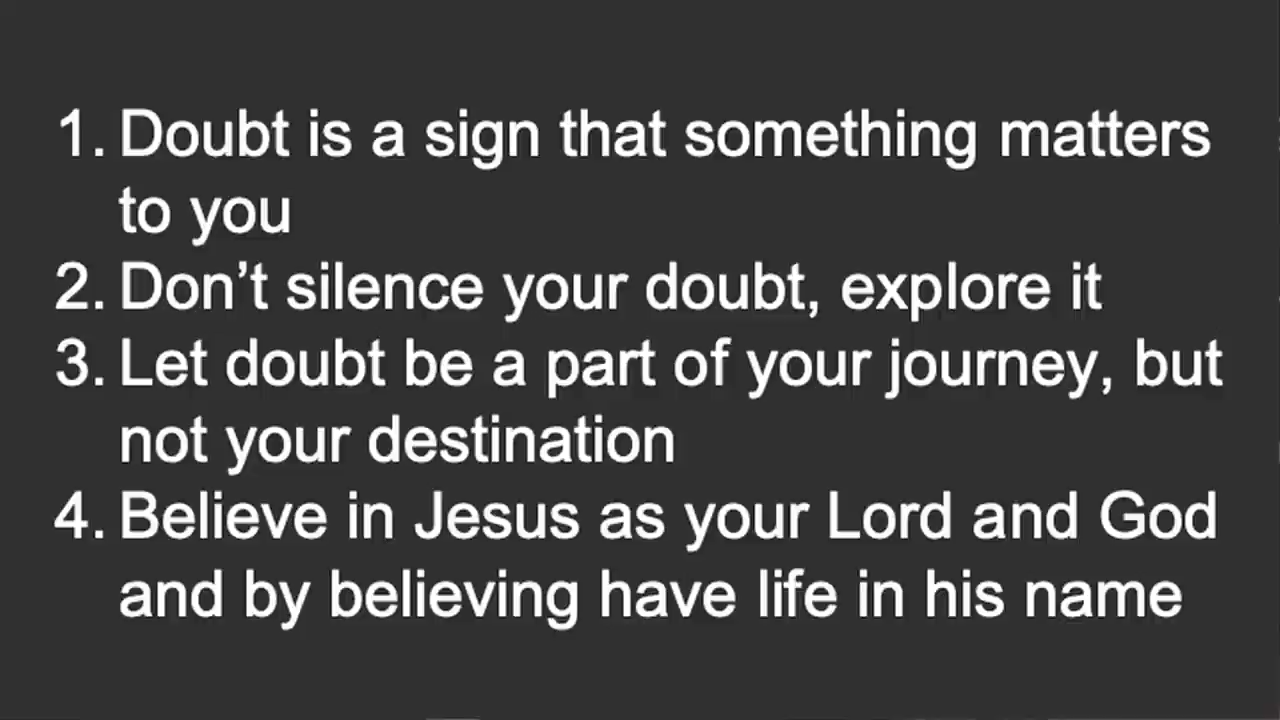 1. Doubt is a sign that something matters
to you
2. Don’t silence your doubt, explore it
3. Let doubt be a part of your journey, but
not your destination
4. Believe in Jesus as your Lord and God
and by believing have life in his name